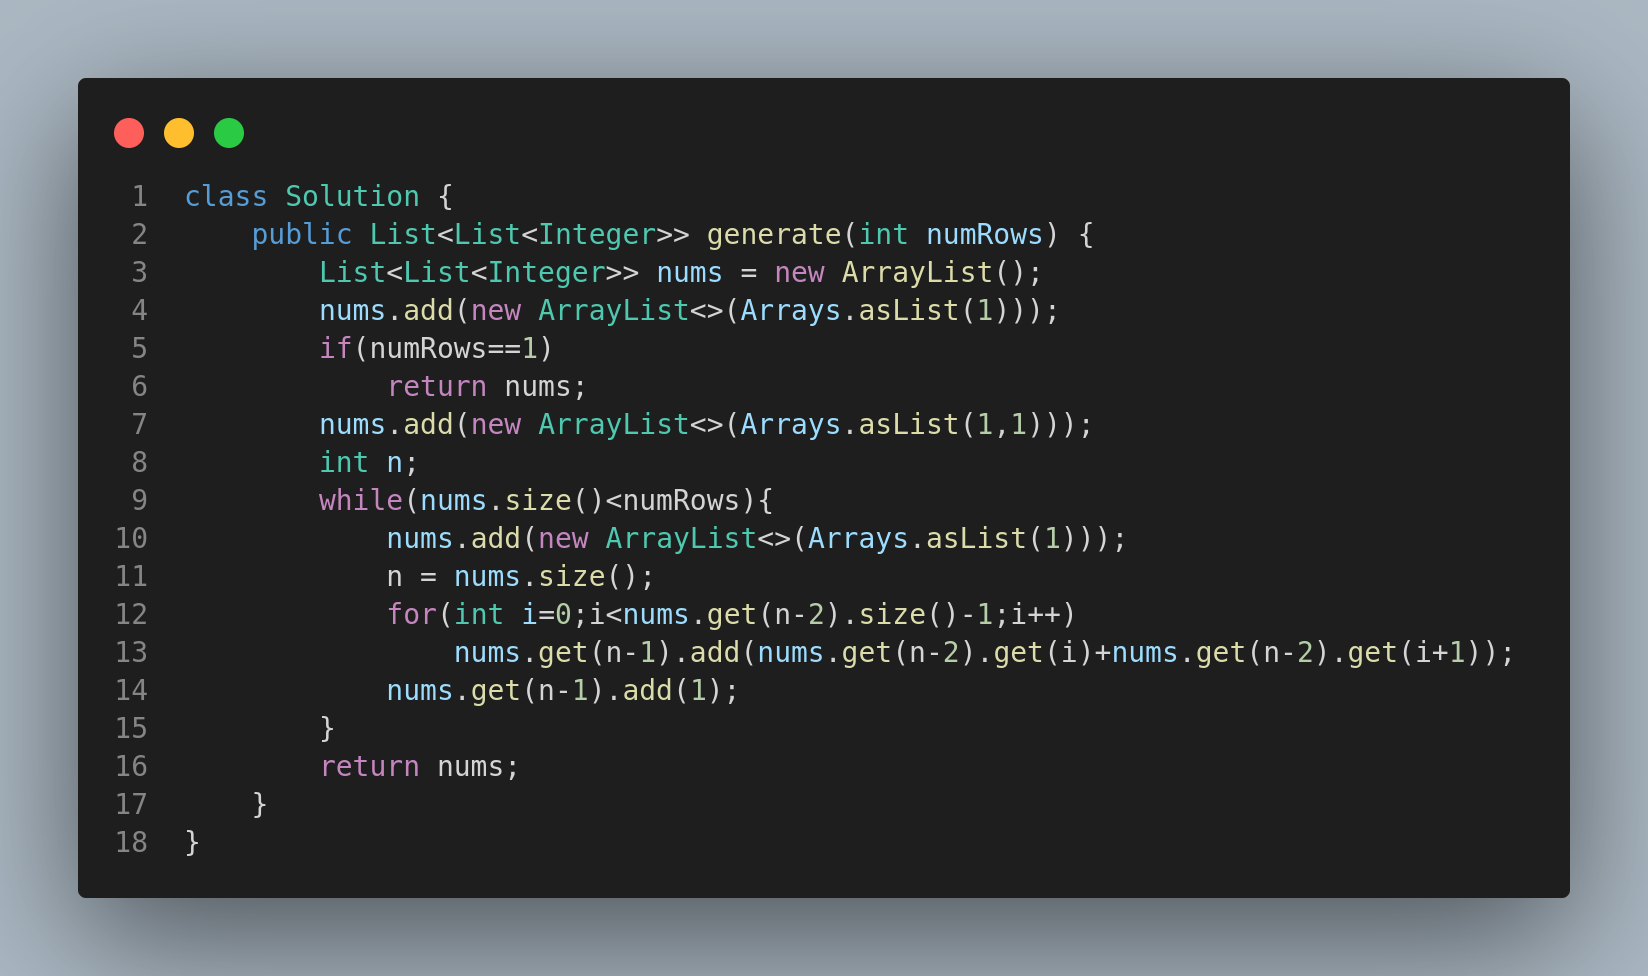 1 class Solution {
2     public List<List<Integer>> generate(int numRows) {
3         List<List<Integer>> nums = new ArrayList();
4         nums.add(new ArrayList<>(Arrays.asList(1)));
5         if(numRows==1)
6             return nums;
7         nums.add(new ArrayList<>(Arrays.asList(1,1)));
8         int n;
9         while(nums.size()<numRows){
10             nums.add(new ArrayList<>(Arrays.asList(1)));
11             n = nums.size();
12             for(int i=0;i<nums.get(n-2).size()-1;i++)
13                 nums.get(n-1).add(nums.get(n-2).get(i)+nums.get(n-2).get(i+1));
14             nums.get(n-1).add(1);
15         }
16         return nums;
17     }
18 }